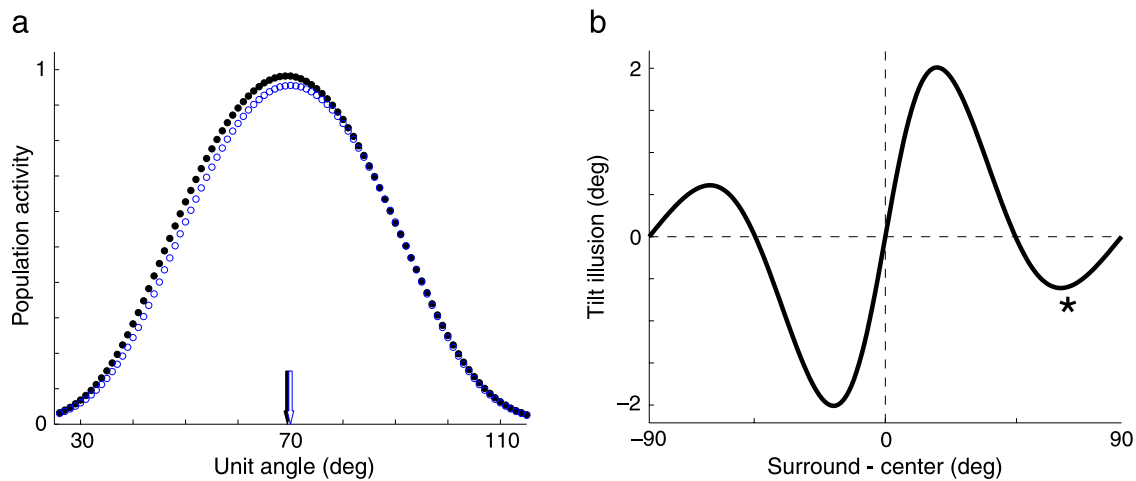 a
1
Population activity
0
30
70
110
Unit angle (deg)
b
2
Tilt illusion (deg)
0
*
−2
−90
0
90
Surround - center (deg)